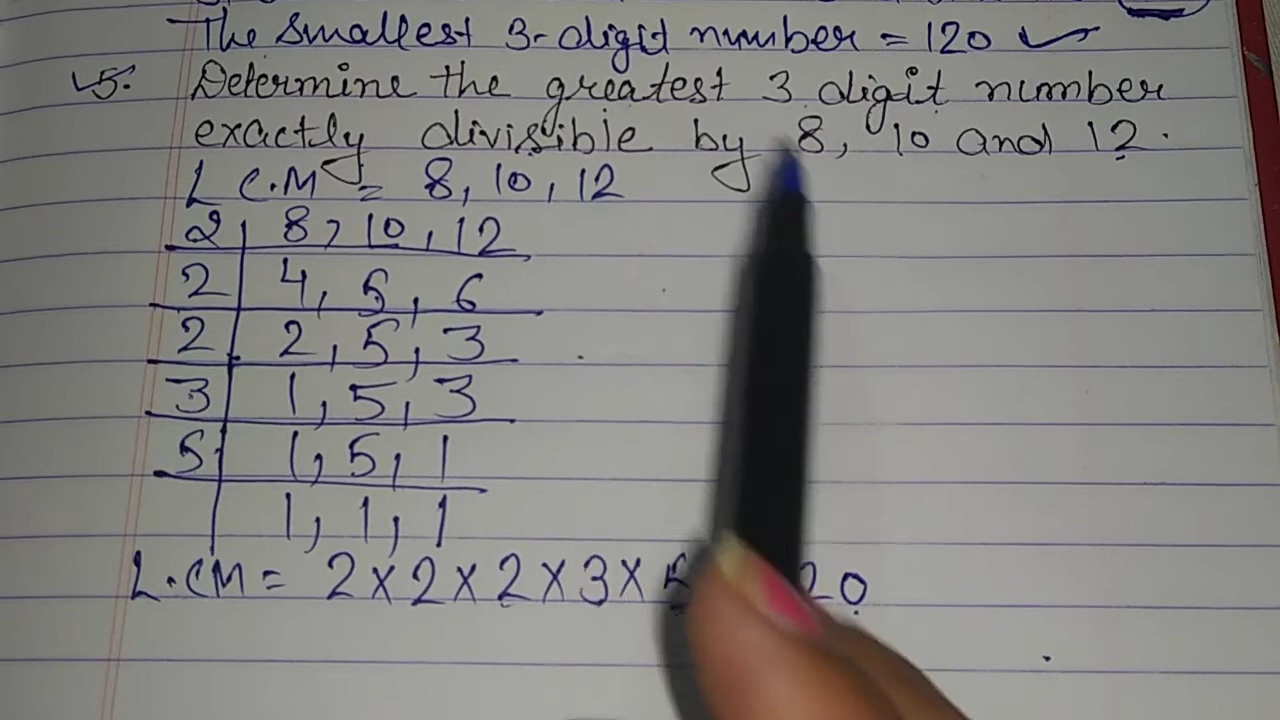 The smallest 3-digit number = 120
5. Determine the greatest 3 digit number
exactly divisible by 8, 10 and 12.
L C.M = 8, 10, 12
2 8, 10, 12
2 4, 5, 6
2 2, 5, 3
3 1, 5, 3
5 1, 5, 1
1, 1, 1
L.CM = 2 × 2 × 2 × 3 × 20